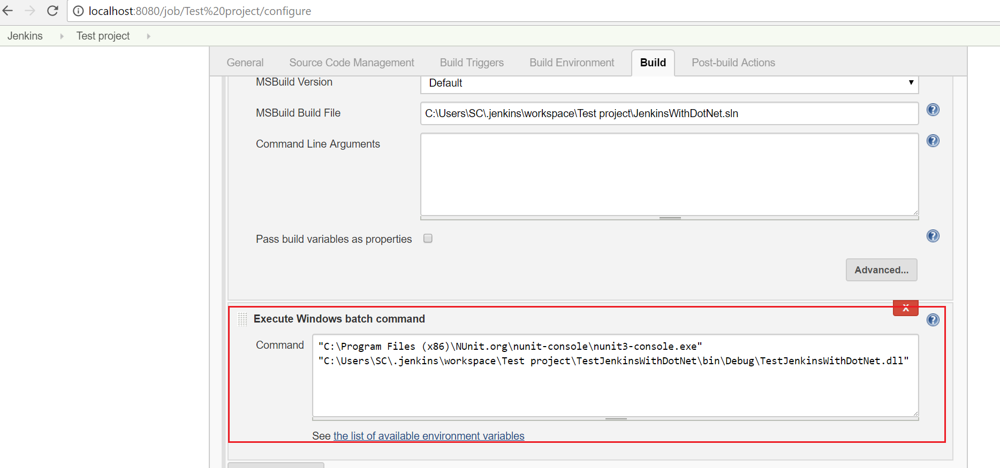 localhost:8080/job/Test%20project/configure
Jenkins Test project
General Source Code Management Build Triggers Build Environment Build Post-build Actions
MSBuild Version Default
MSBuild Build File C:\Users\SC\.jenkins\workspace\Test project\JenkinsWithDotNet.sln
Command Line Arguments
Pass build variables as properties
Advanced...
X
Execute Windows batch command
Command "C:\Program Files (x86)\NUnit.org\nunit-console\nunit3-console.exe"
"C:\Users\SC\.jenkins\workspace\Test project\TestJenkinsWithDotNet\bin\Debug\TestJenkinsWithDotNet.dll"
See the list of available environment variables